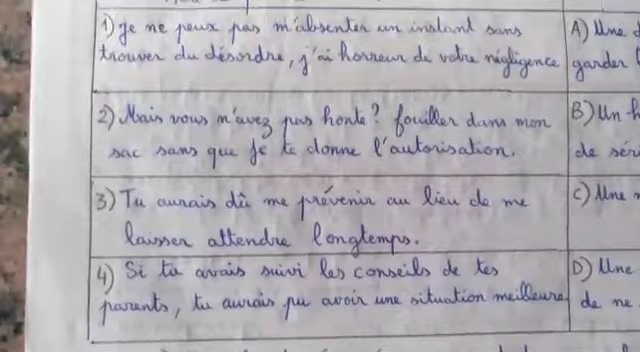 1) Je ne peux pas m'absenter un instant sans
trouver du désordre, j'ai horreur de votre négligence
A) Une
garder
2) Mais vous n'avez pas honte? fouiller dans mon
sac sans que je te donne l'autorisation.
B) Un
de
3) Tu aurais dû me prévenir au lieu de me
laisser attendre longtemps.
C) Une
4) Si tu avais suivi les conseils de tes
parents, tu aurais pu avoir une situation meilleure
D) Une
de ne